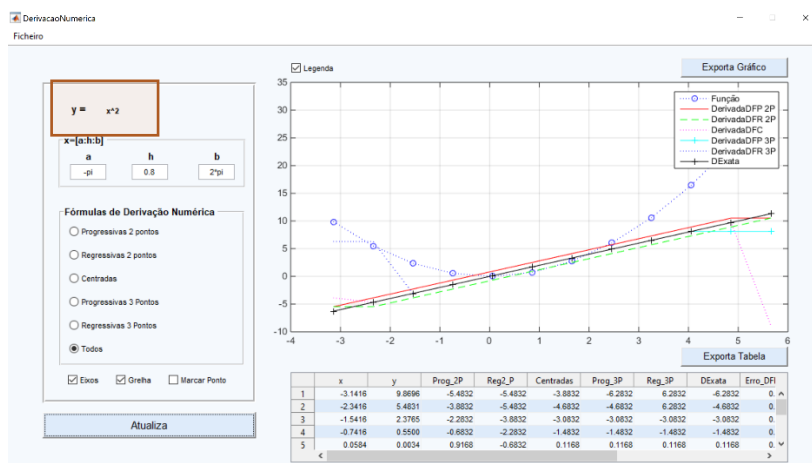 DerivacaoNumerica
Ficheiro
Legenda
Exporta Gráfico
y = x^2
x=[a:h:b]
a h b
-pi 0.8 2*pi
Fórmulas de Derivação Numérica
Progressivas 2 pontos
Regressivas 2 pontos
Centradas
Progressivas 3 Pontos
Regressivas 3 Pontos
Todos
Eixos Grelha Marcar Ponto
Atualiza
35
30
25
20
15
10
5
0
-5
-10
-4 -3 -2 -1 0 1 2 3 4 5 6
Função
DerivadaDFP 2P
DerivadaDFR 2P
DerivadaDFC
DerivadaDFP 3P
DerivadaDFR 3P
DExata
Exporta Tabela
x y Prog_2P Reg2_P Centradas Prog_3P Reg_3P DExata Erro_DFI
1 -3.1416 9.8696 -5.4832 -5.4832 -3.8832 -6.2832 6.2832 -6.2832 0.
2 -2.3416 5.4831 -3.8832 -5.4832 -4.6832 -4.6832 6.2832 -4.6832 0.
3 -1.5416 2.3765 -2.2832 -3.8832 -3.0832 -3.0832 -3.0832 -3.0832 0.
4 -0.7416 0.5500 -0.6832 -2.2832 -1.4832 -1.4832 -1.4832 -1.4832 0.
5 0.0584 0.0034 0.9168 -0.6832 0.1168 0.1168 0.1168 0.1168 0.